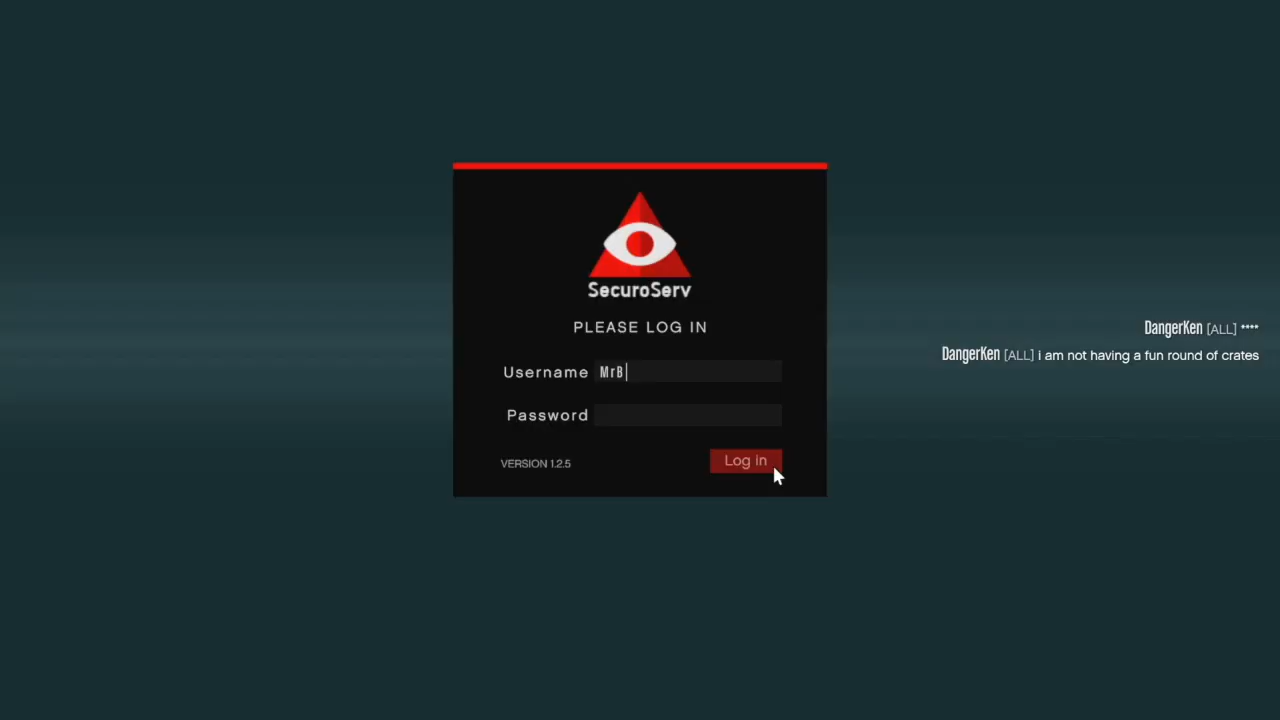 SecuroServ
PLEASE LOG IN
Username MrB
Password
VERSION 1.2.5
Log in
DangerKen [ALL] ****
DangerKen [ALL] i am not having a fun round of crates